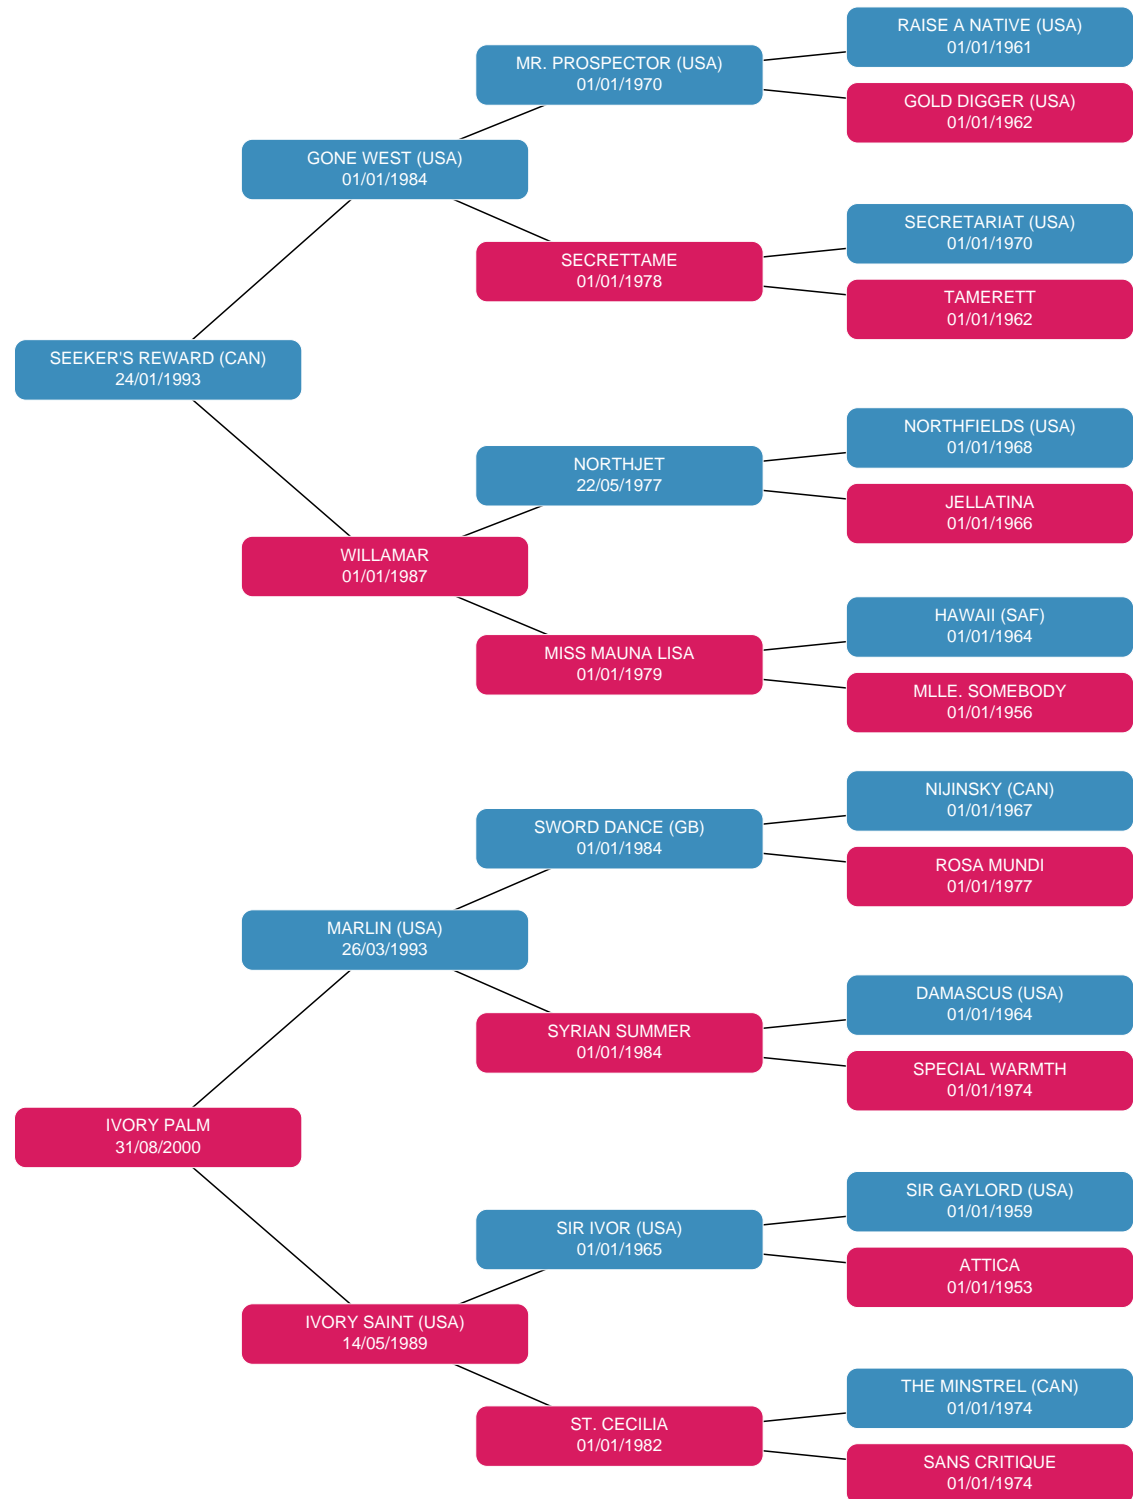 RAISE A NATIVE (USA)
01/01/1961
MR. PROSPECTOR (USA)
01/01/1970
GOLD DIGGER (USA)
01/01/1962
GONE WEST (USA)
01/01/1984
SECRETARIAT (USA)
01/01/1970
SECRETTAME
01/01/1978
TAMERETT
01/01/1962
SEEKER'S REWARD (CAN)
24/01/1993
NORTHFIELDS (USA)
01/01/1968
NORTHJET
22/05/1977
JELLATINA
01/01/1966
WILLAMAR
01/01/1987
HAWAII (SAF)
01/01/1964
MISS MAUNA LISA
01/01/1979
MLLE. SOMEBODY
01/01/1956
NIJINSKY (CAN)
01/01/1967
SWORD DANCE (GB)
01/01/1984
ROSA MUNDI
01/01/1977
MARLIN (USA)
26/03/1993
DAMASCUS (USA)
01/01/1964
SYRIAN SUMMER
01/01/1984
SPECIAL WARMTH
01/01/1974
IVORY PALM
31/08/2000
SIR GAYLORD (USA)
01/01/1959
SIR IVOR (USA)
01/01/1965
ATTICA
01/01/1953
IVORY SAINT (USA)
14/05/1989
THE MINSTREL (CAN)
01/01/1974
ST. CECILIA
01/01/1982
SANS CRITIQUE
01/01/1974